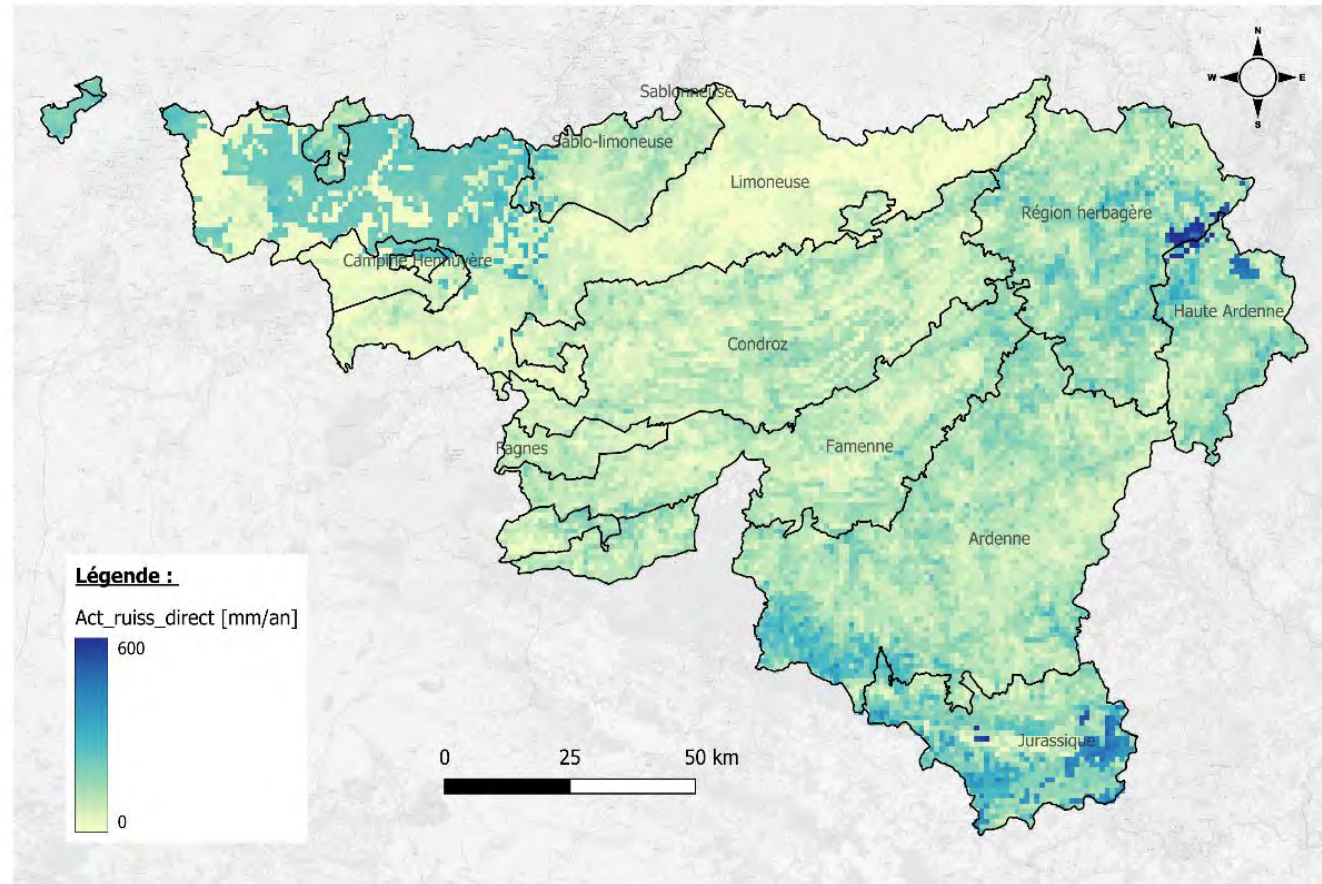 N
W E
S
Sablonneuse
Sablo-limoneuse
Limoneuse
Région herbagère
Campine Hennuyère
Haute Ardenne
Condroz
Fagnes
Famenne
Ardenne
Jurassique
Légende :
Act_ruiss_direct [mm/an]
600
0
0 25 50 km